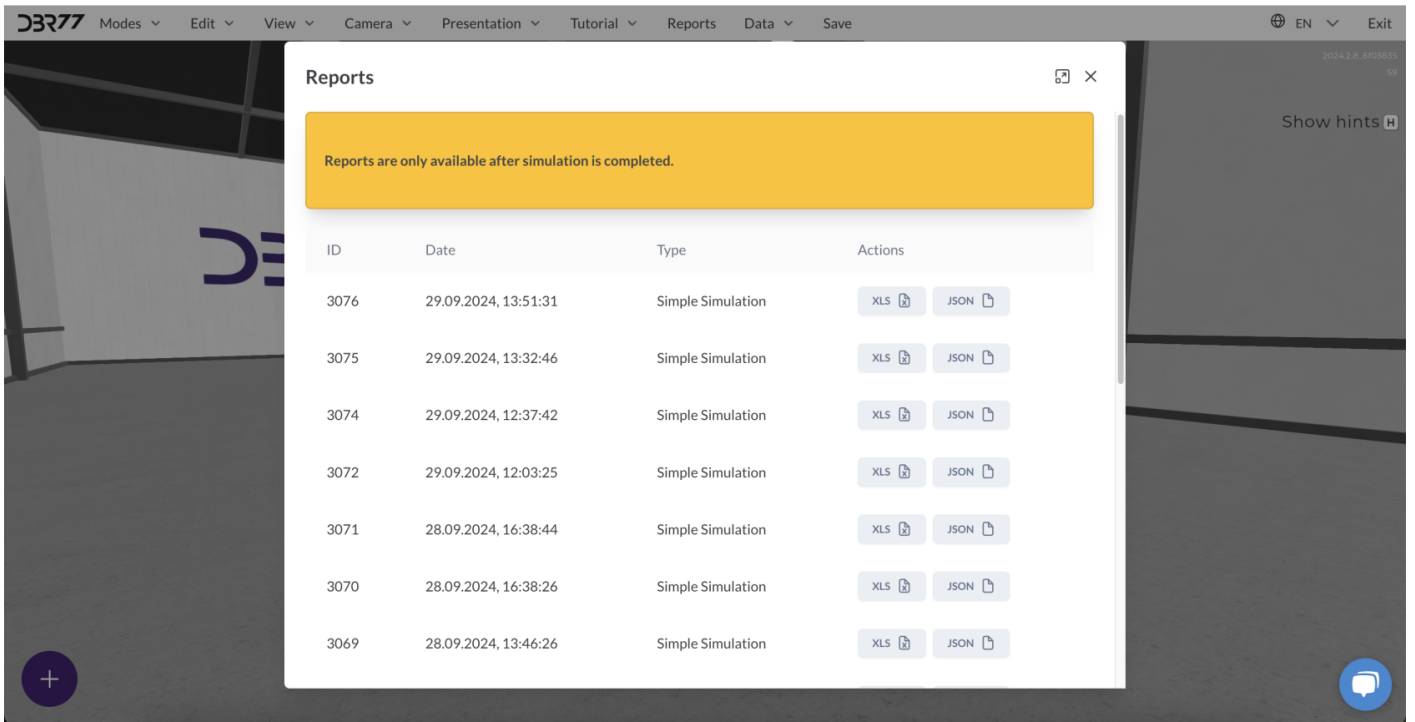 DBR77 Modes Edit View Camera Presentation Tutorial Reports Data Save EN Exit
2024.2.8_6f03835
59
Show hints H
Reports
Reports are only available after simulation is completed.
ID Date Type Actions
3076 29.09.2024, 13:51:31 Simple Simulation XLS JSON
3075 29.09.2024, 13:32:46 Simple Simulation XLS JSON
3074 29.09.2024, 12:37:42 Simple Simulation XLS JSON
3072 29.09.2024, 12:03:25 Simple Simulation XLS JSON
3071 28.09.2024, 16:38:44 Simple Simulation XLS JSON
3070 28.09.2024, 16:38:26 Simple Simulation XLS JSON
3069 28.09.2024, 13:46:26 Simple Simulation XLS JSON